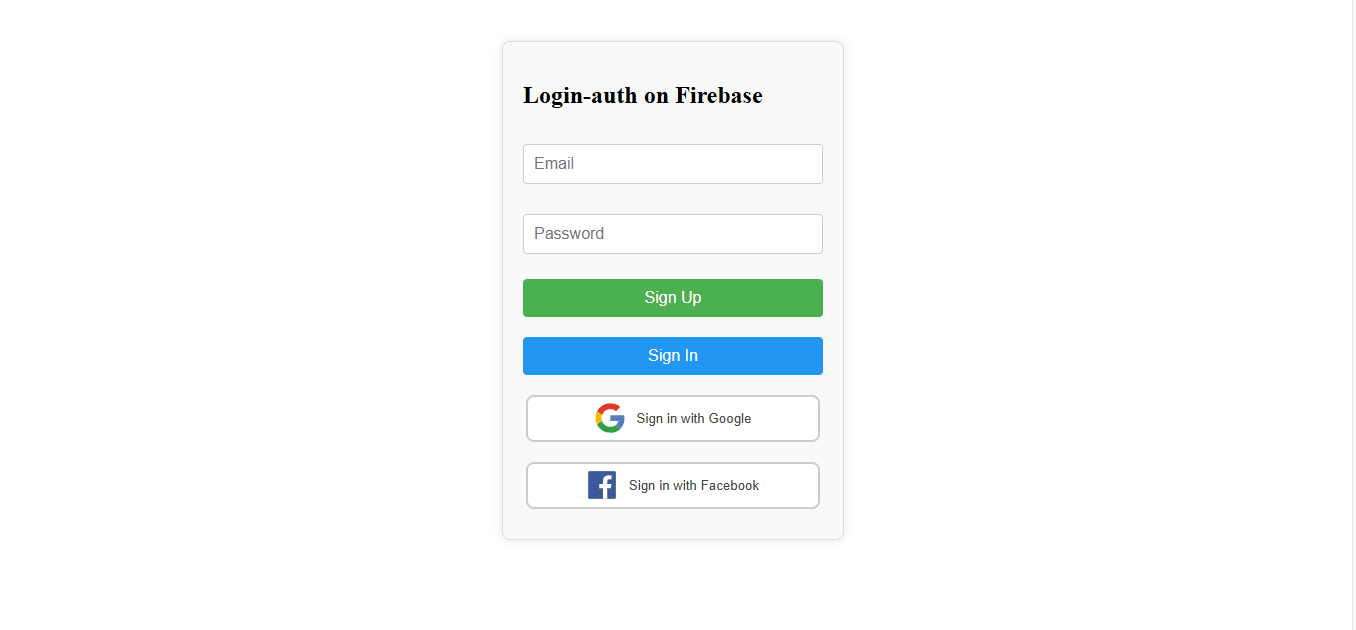 Login-auth on Firebase
Email
Password
Sign Up
Sign In
Sign in with Google
Sign in with Facebook